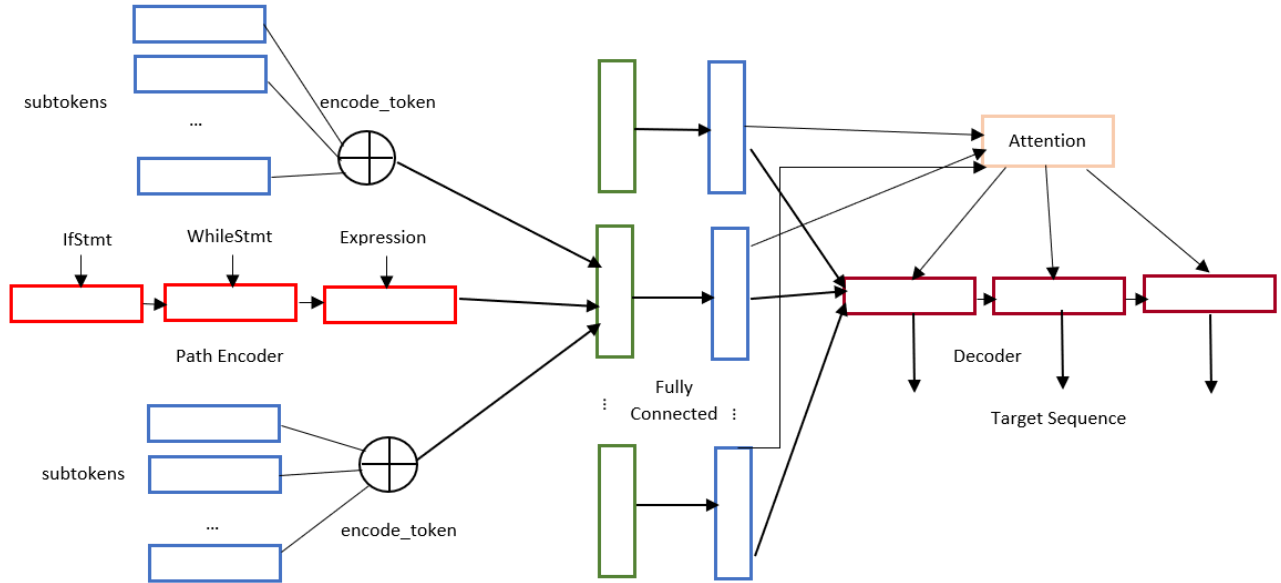 subtokens
...
encode_token
Attention
IfStmt
WhileStmt
Expression
Path Encoder
Decoder
Fully
Connected
...
...
Target Sequence
subtokens
...
encode_token